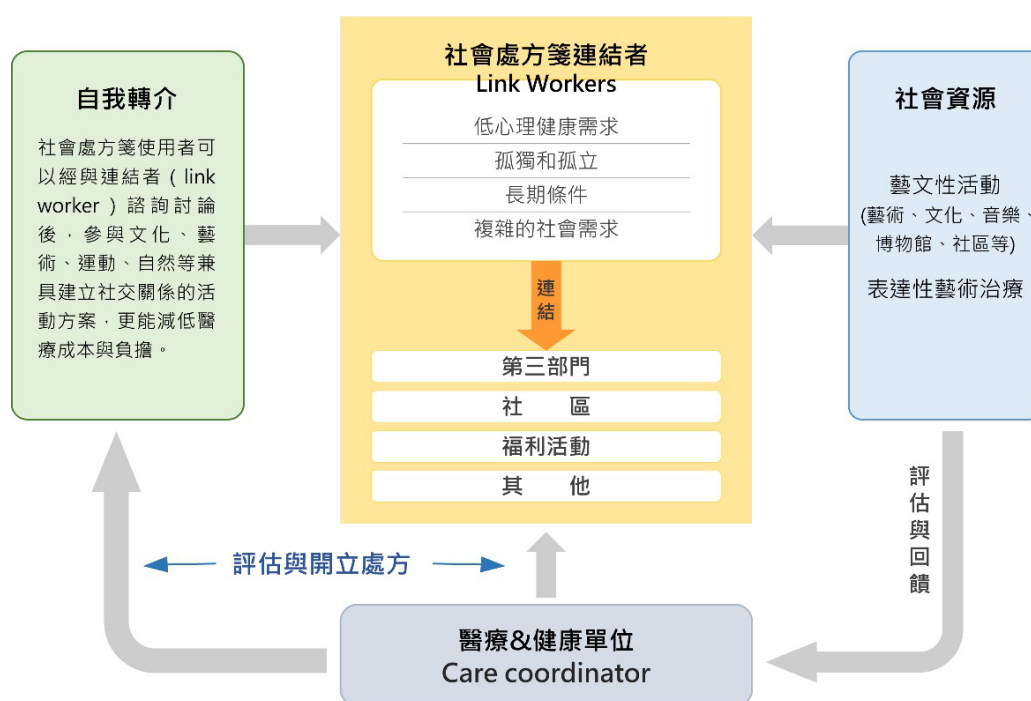 自我轉介
社會處方箋使用者可
以經與連結者 ( link
worker ) 諮詢討論
後，參與文化、藝
術、運動、自然等兼
具建立社交關係的活
動方案，更能減低醫
療成本與負擔。
社會處方箋連結者
Link Workers
低心理健康需求
孤獨和孤立
長期條件
複雜的社會需求
連結
第三部門
社　　區
福利活動
其　　他
社會資源
藝文性活動
(藝術、文化、音樂、
博物館、社區等)
表達性藝術治療
評估與回饋
評估與開立處方
醫療&健康單位
Care coordinator